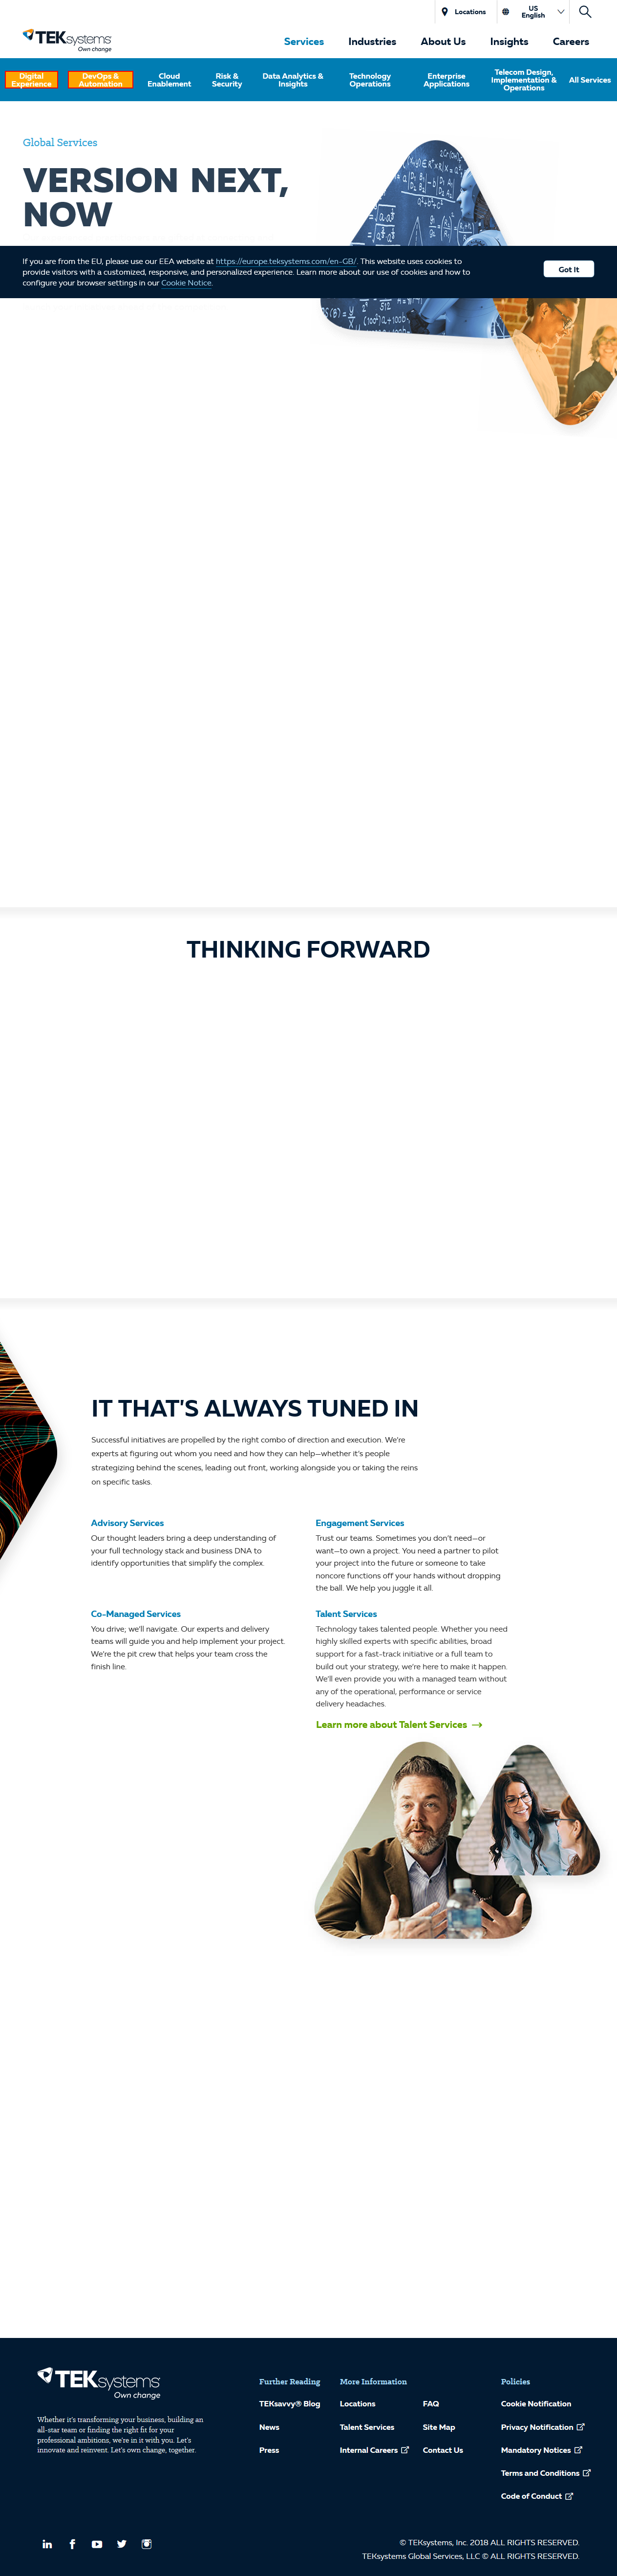 Locations
US
English
TEKsystems
Own change
Services
Industries
About Us
Insights
Careers
Digital
Experience
DevOps &
Automation
Cloud
Enablement
Risk &
Security
Data Analytics &
Insights
Technology
Operations
Enterprise
Applications
Telecom Design,
Implementation &
Operations
All Services
Global Services
VERSION NEXT,
NOW
If you are from the EU, please use our EEA website at https://europe.teksystems.com/en-GB/. This website uses cookies to
provide visitors with a customized, responsive, and personalized experience. Learn more about our use of cookies and how to
configure your browser settings in our Cookie Notice.
Got It
THINKING FORWARD
IT THAT'S ALWAYS TUNED IN
Successful initiatives are propelled by the right combo of direction and execution. We're
experts at figuring out whom you need and how they can help—whether it's people
strategizing behind the scenes, leading out front, working alongside you or taking the reins
on specific tasks.
Advisory Services
Our thought leaders bring a deep understanding of
your full technology stack and business DNA to
identify opportunities that simplify the complex.
Engagement Services
Trust our teams. Sometimes you don't need—or
want—to own a project. You need a partner to pilot
your project into the future or someone to take
noncore functions off your hands without dropping
the ball. We help you juggle it all.
Co-Managed Services
You drive; we'll navigate. Our experts and delivery
teams will guide you and help implement your project.
We're the pit crew that helps your team cross the
finish line.
Talent Services
Technology takes talented people. Whether you need
highly skilled experts with specific abilities, broad
support for a fast-track initiative or a full team to
build out your strategy, we're here to make it happen.
We'll even provide you with a managed team without
any of the operational, performance or service
delivery headaches.
Learn more about Talent Services
TEKsystems
Own change
Whether it's transforming your business, building an
all-star team or finding the right fit for your
professional ambitions, we're in it with you. Let's
innovate and reinvent. Let's own change, together.
Further Reading
TEKsavvy® Blog
News
Press
More Information
Locations
Talent Services
Internal Careers
FAQ
Site Map
Contact Us
Policies
Cookie Notification
Privacy Notification
Mandatory Notices
Terms and Conditions
Code of Conduct
© TEKsystems, Inc. 2018 ALL RIGHTS RESERVED.
TEKsystems Global Services, LLC © ALL RIGHTS RESERVED.